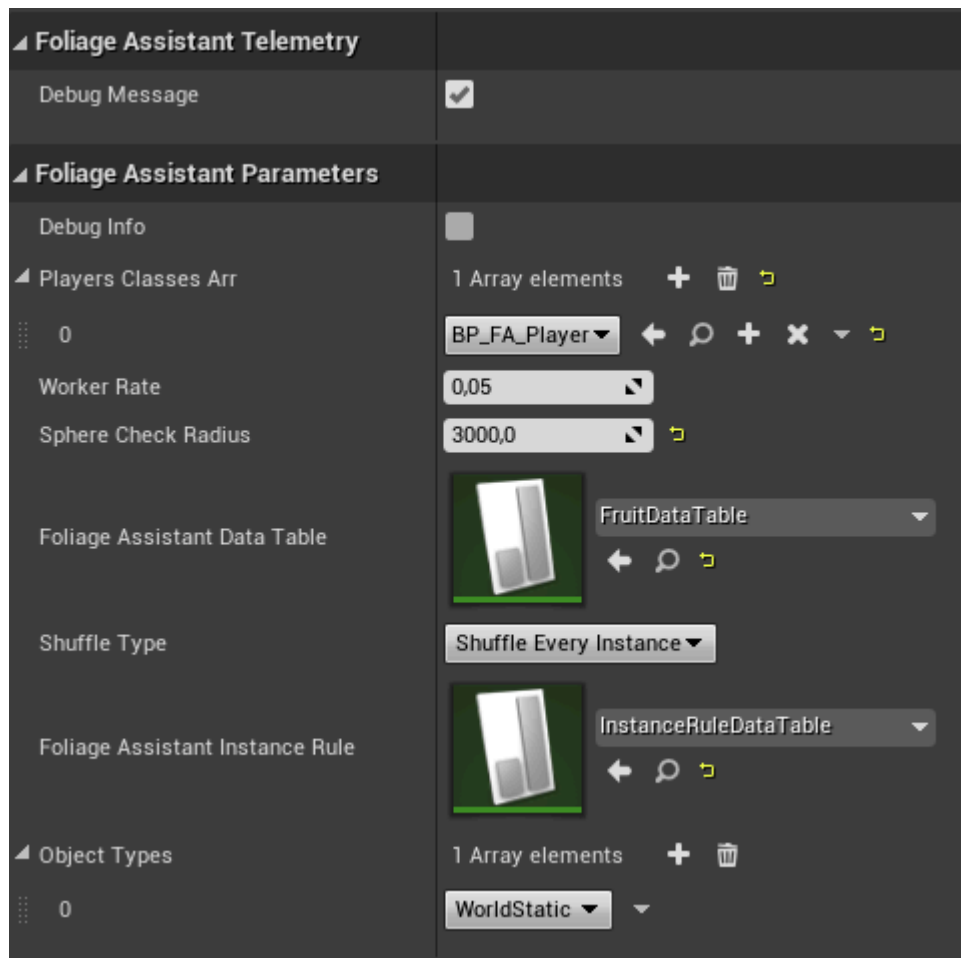 Foliage Assistant Telemetry
Debug Message
Foliage Assistant Parameters
Debug Info
Players Classes Arr 1 Array elements
0 BP_FA_Player
Worker Rate 0,05
Sphere Check Radius 3000,0
Foliage Assistant Data Table FruitDataTable
Shuffle Type Shuffle Every Instance
Foliage Assistant Instance Rule InstanceRuleDataTable
Object Types 1 Array elements
0 WorldStatic